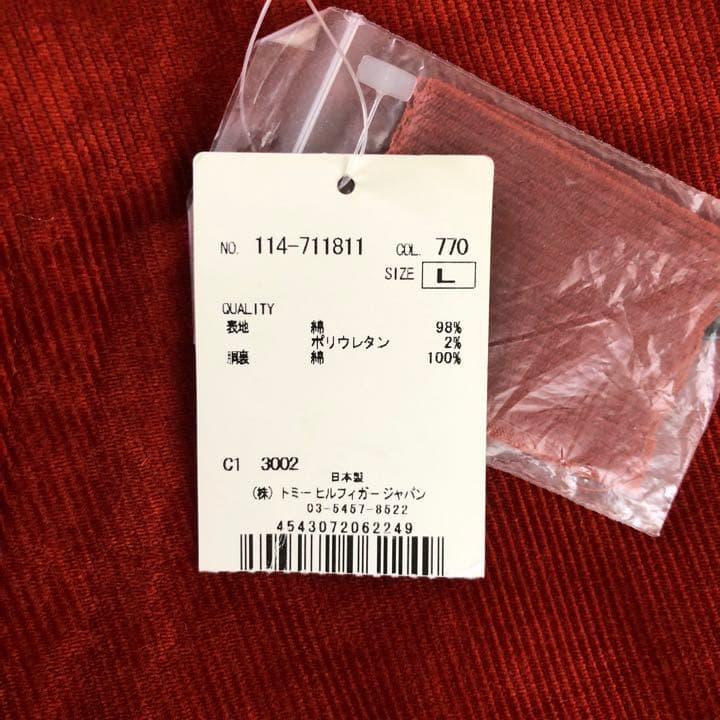 NO. 114-711811 COL. 770
SIZE L
QUALITY
表地 綿 98%
ポリウレタン 2%
胴裏 綿 100%
C1 3002
日本製
(株) トミーヒルフィガージャパン
03-5457-8522
4543072062249